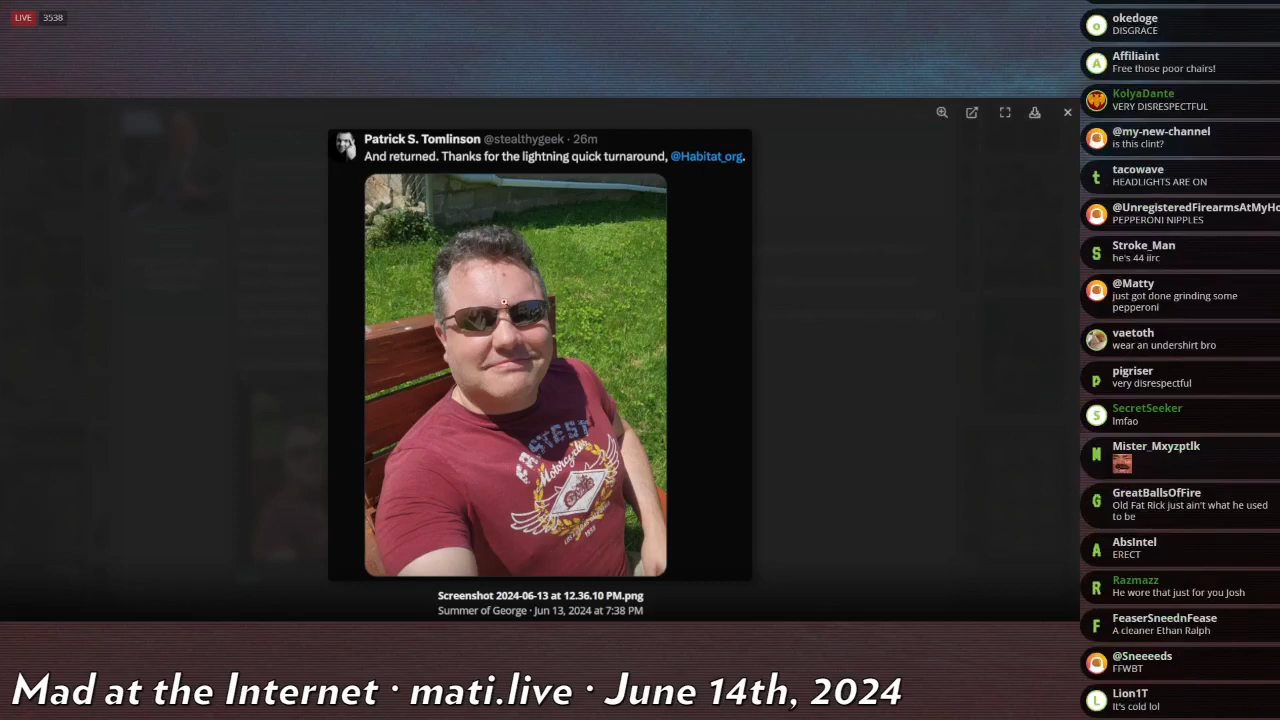 LIVE 3538
Patrick S. Tomlinson @stealthygeek · 26m
And returned. Thanks for the lightning quick turnaround, @Habitat_org.
FASTEST
Motorcycles
1938
Screenshot 2024-06-13 at 12.36.10 PM.png
Summer of George · Jun 13, 2024 at 7:38 PM
Mad at the Internet · mati.live · June 14th, 2024
okedoge
DISGRACE
Affiliaint
Free those poor chairs!
KolyaDante
VERY DISRESPECTFUL
@my-new-channel
is this clint?
tacowave
HEADLIGHTS ARE ON
@UnregisteredFirearmsAtMyHo
PEPPERONI NIPPLES
Stroke_Man
he's 44 iirc
@Matty
just got done grinding some
pepperoni
vaetoth
wear an undershirt bro
pigriser
very disrespectful
SecretSeeker
lmfao
Mister_Mxyzptlk
GreatBallsOfFire
Old Fat Rick just ain't what he used
to be
AbsIntel
ERECT
Razmazz
He wore that just for you Josh
FeaserSneednFease
A cleaner Ethan Ralph
@Sneeeeds
FFWBT
Lion1T
It's cold lol